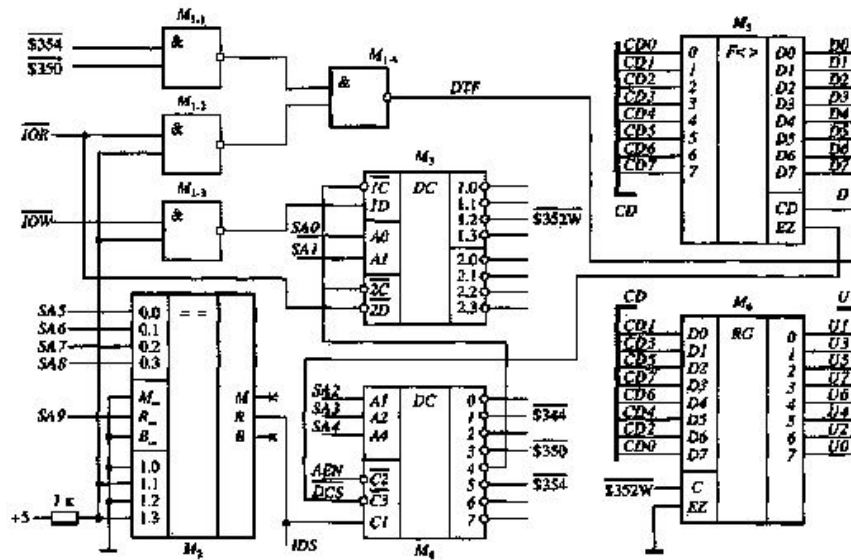 M1-1
&
$354
$350
M1-4
&
DTF
M1-2
&
IOR
M1-3
&
IOW
M3
1C DC 1.0
1D 1.1
1.2 $352W
SA0 A0 1.3
SA1 A1 2.0
2.1
2C 2.2
2D 2.3
M5
CD0 0 F<> D0 D0
CD1 1 D1 D1
CD2 2 D2 D2
CD3 3 D3 D3
CD4 4 D4 D4
CD5 5 D5 D5
CD6 6 D6 D6
CD7 7 D7 D7
CD CD D
EZ
SA5 0.0 = =
SA6 0.1
SA7 0.2
SA8 0.3
M= M
SA9 R= R
B= B
1.0
1.1
1.2
+5 1 к 1.3
M2
IDS
SA2 A1 DC 0
SA3 A2 1 $344
SA4 A4 2
3 $350
4
AEN C2 5 $354
DCS C3 6
C1 7
M4
CD M6 U
CD1 D0 RG 0 U1
CD3 D1 1 U3
CD5 D2 2 U5
CD7 D3 3 U7
CD6 D4 4 U6
CD4 D5 5 U4
CD2 D6 6 U2
CD0 D7 7 U0
$352W C
EZ